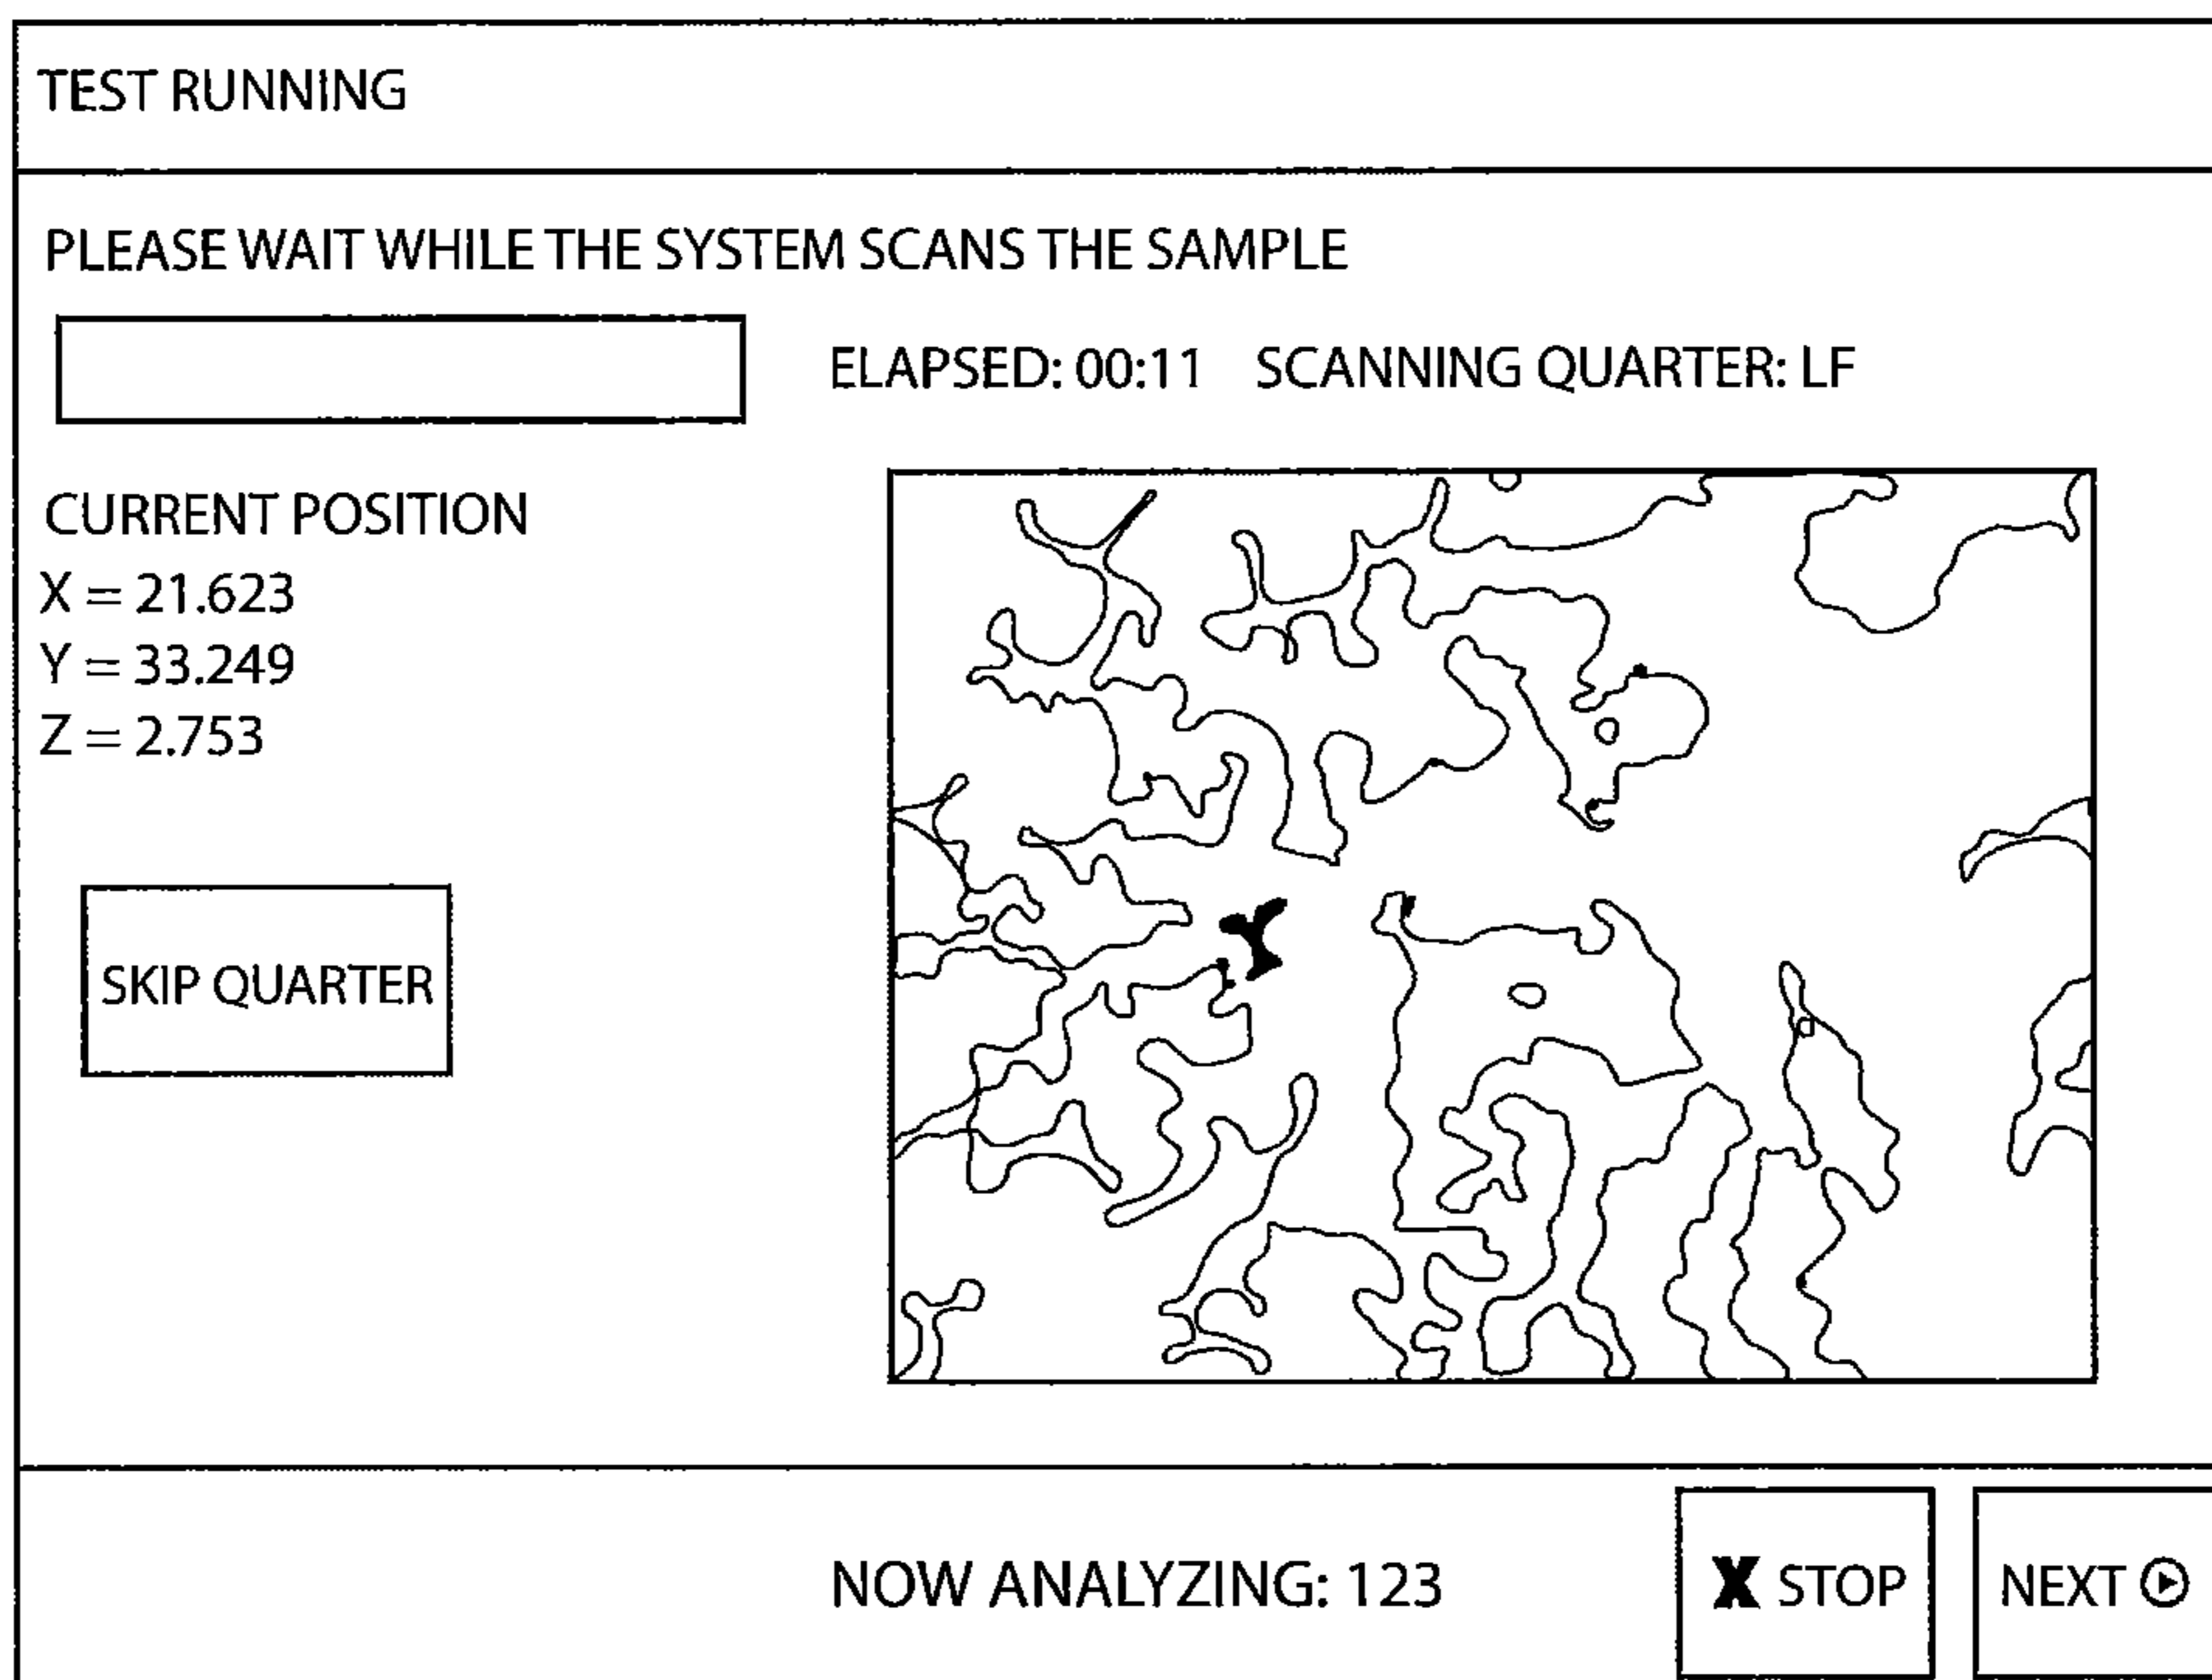 TEST RUNNING
PLEASE WAIT WHILE THE SYSTEM SCANS THE SAMPLE
ELAPSED: 00:11 SCANNING QUARTER: LF
CURRENT POSITION
X = 21.623
Y = 33.249
Z = 2.753
SKIP QUARTER
NOW ANALYZING: 123
X STOP
NEXT